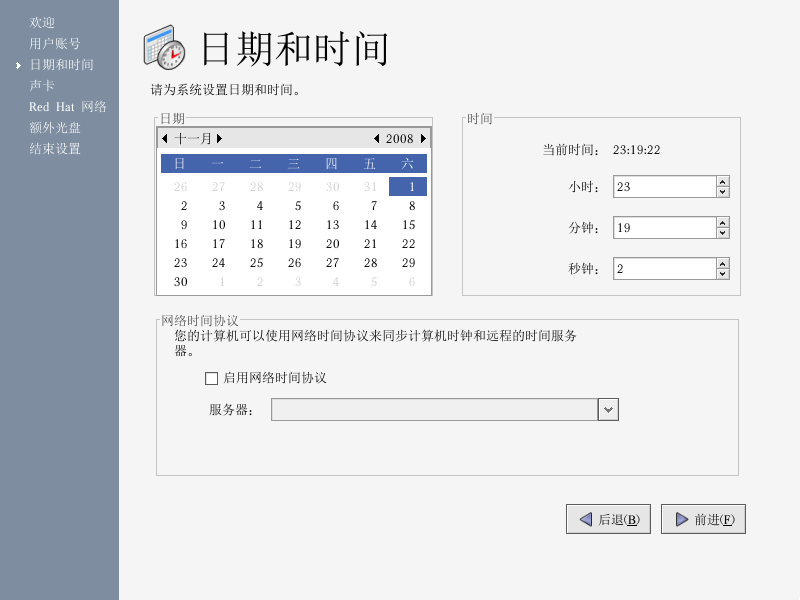 欢迎
用户账号
日期和时间
声卡
Red Hat 网络
额外光盘
结束设置
日期和时间
请为系统设置日期和时间。
日期
十一月 2008
日 一 二 三 四 五 六
26 27 28 29 30 31 1
2 3 4 5 6 7 8
9 10 11 12 13 14 15
16 17 18 19 20 21 22
23 24 25 26 27 28 29
30 1 2 3 4 5 6
时间
当前时间： 23:19:22
小时： 23
分钟： 19
秒钟： 2
网络时间协议
您的计算机可以使用网络时间协议来同步计算机时钟和远程的时间服务
器。
启用网络时间协议
服务器：
后退(B)
前进(F)